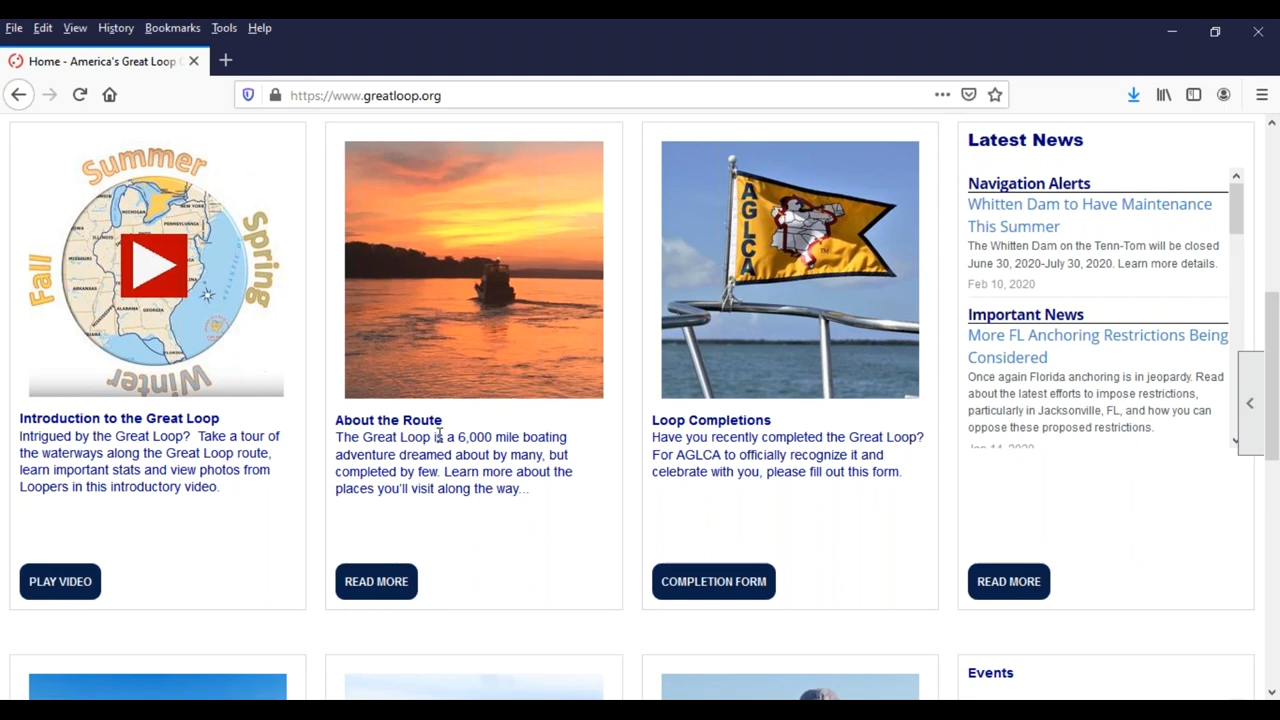 File Edit View History Bookmarks Tools Help
Home - America's Great Loop
https://www.greatloop.org
Summer
Spring
Fall
Winter
Introduction to the Great Loop
Intrigued by the Great Loop? Take a tour of
the waterways along the Great Loop route,
learn important stats and view photos from
Loopers in this introductory video.
PLAY VIDEO
About the Route
The Great Loop is a 6,000 mile boating
adventure dreamed about by many, but
completed by few. Learn more about the
places you'll visit along the way...
READ MORE
AGLCA
Loop Completions
Have you recently completed the Great Loop?
For AGLCA to officially recognize it and
celebrate with you, please fill out this form.
COMPLETION FORM
Latest News
Navigation Alerts
Whitten Dam to Have Maintenance
This Summer
The Whitten Dam on the Tenn-Tom will be closed
June 30, 2020-July 30, 2020. Learn more details.
Feb 10, 2020
Important News
More FL Anchoring Restrictions Being
Considered
Once again Florida anchoring is in jeopardy. Read
about the latest efforts to impose restrictions,
particularly in Jacksonville, FL, and how you can
oppose these proposed restrictions.
READ MORE
Events